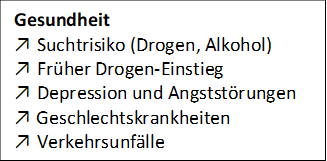 Gesundheit
↗ Suchtrisiko (Drogen, Alkohol)
↗ Früher Drogen-Einstieg
↗ Depression und Angststörungen
↗ Geschlechtskrankheiten
↗ Verkehrsunfälle